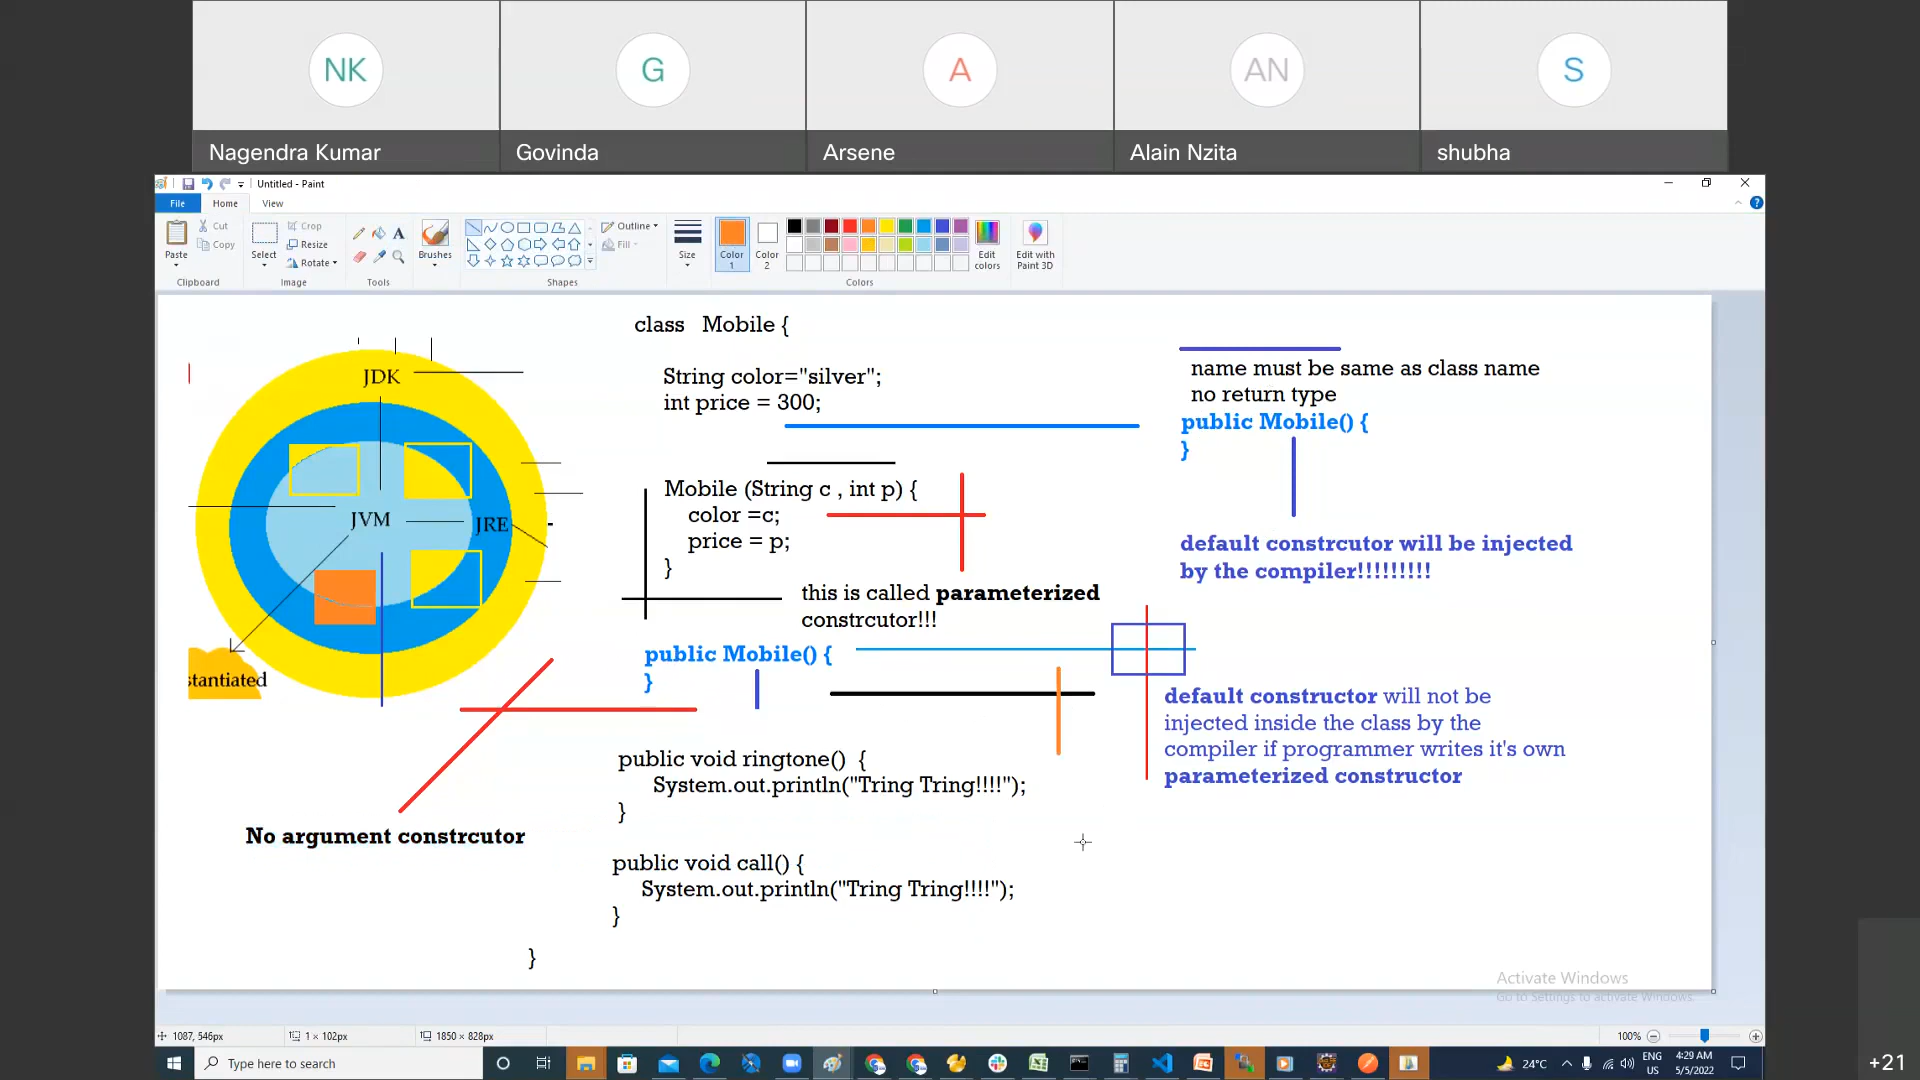 NK
G
A
AN
S
Nagendra Kumar
Govinda
Arsene
Alain Nzita
shubha
Untitled - Paint
File
Home
View
Paste
Cut
Copy
Clipboard
Select
Crop
Resize
Rotate
Image
A
Tools
Brushes
Shapes
Outline
Fill
Size
Color
1
Color
2
Edit
colors
Colors
Edit with
Paint 3D
class Mobile {
String color="silver";
int price = 300;
Mobile (String c , int p) {
color =c;
price = p;
}
this is called parameterized
constrcutor!!!
public Mobile() {
}
public void ringtone() {
System.out.println("Tring Tring!!!!");
}
public void call() {
System.out.println("Tring Tring!!!!");
}
}
JDK
JVM
JRE
stantiated
No argument constrcutor
name must be same as class name
no return type
public Mobile() {
}
default constrcutor will be injected
by the compiler!!!!!!!!!
default constructor will not be
injected inside the class by the
compiler if programmer writes it's own
parameterized constructor
Activate Windows
Go to Settings to activate Windows.
1087, 546px
1 × 102px
1850 × 828px
100%
Type here to search
24°C
ENG
US
4:29 AM
5/5/2022
+21